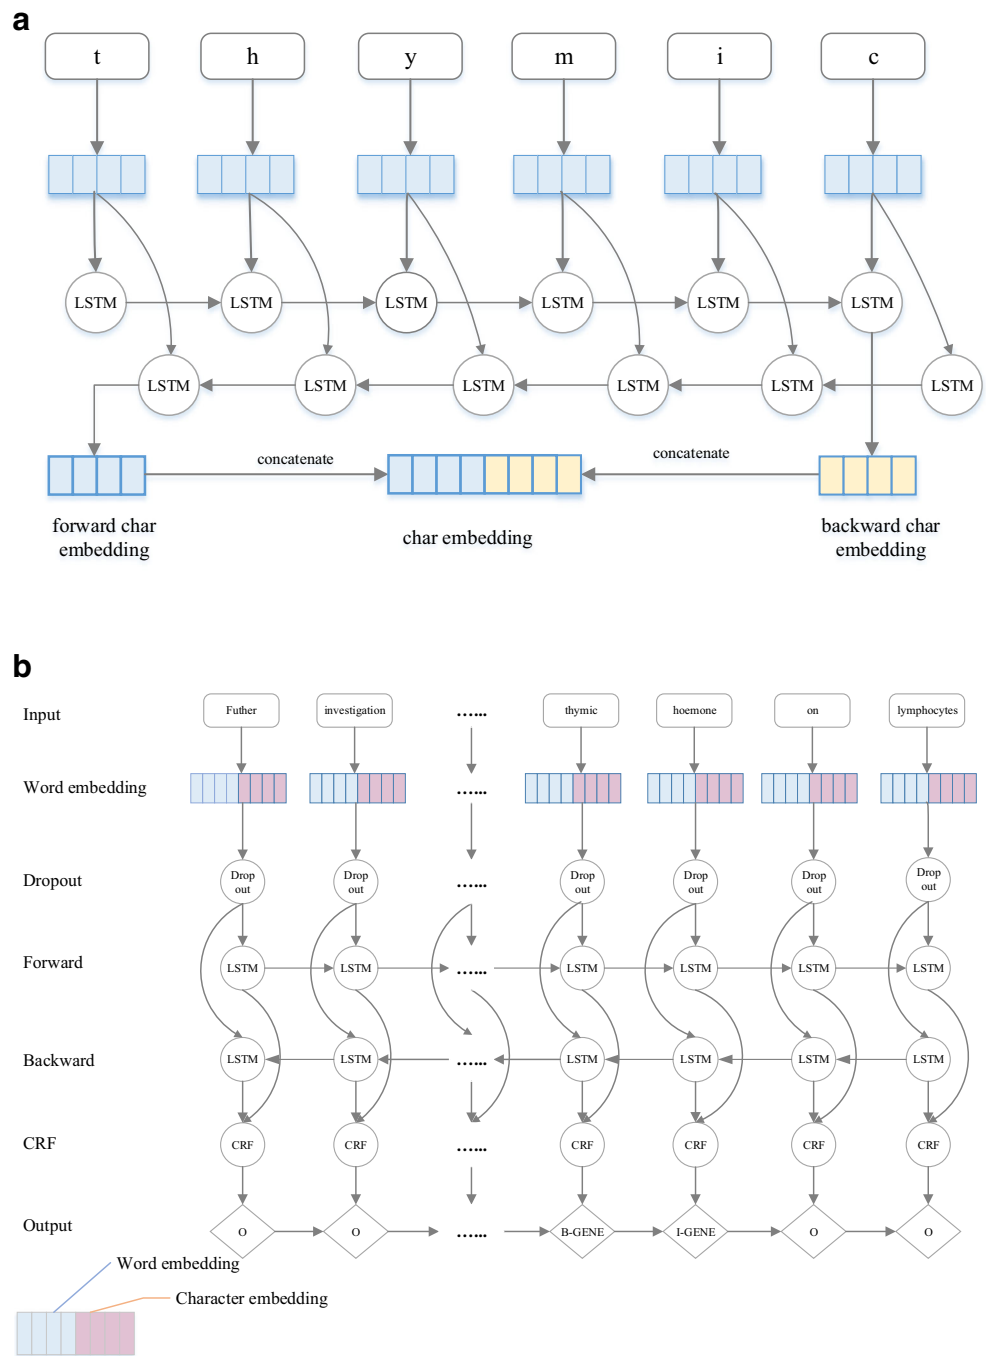 a
t h y m i c
LSTM LSTM LSTM LSTM LSTM LSTM
LSTM LSTM LSTM LSTM LSTM LSTM
concatenate concatenate
forward char
embedding
char embedding
backward char
embedding
b
Input Futher investigation ...... thymic hoemone on lymphocytes
Word embedding ......
Dropout Drop out Drop out ...... Drop out Drop out Drop out Drop out
Forward LSTM LSTM ...... LSTM LSTM LSTM LSTM
Backward LSTM LSTM ...... LSTM LSTM LSTM LSTM
CRF CRF CRF ...... CRF CRF CRF CRF
Output O O ...... B-GENE I-GENE O O
Word embedding
Character embedding